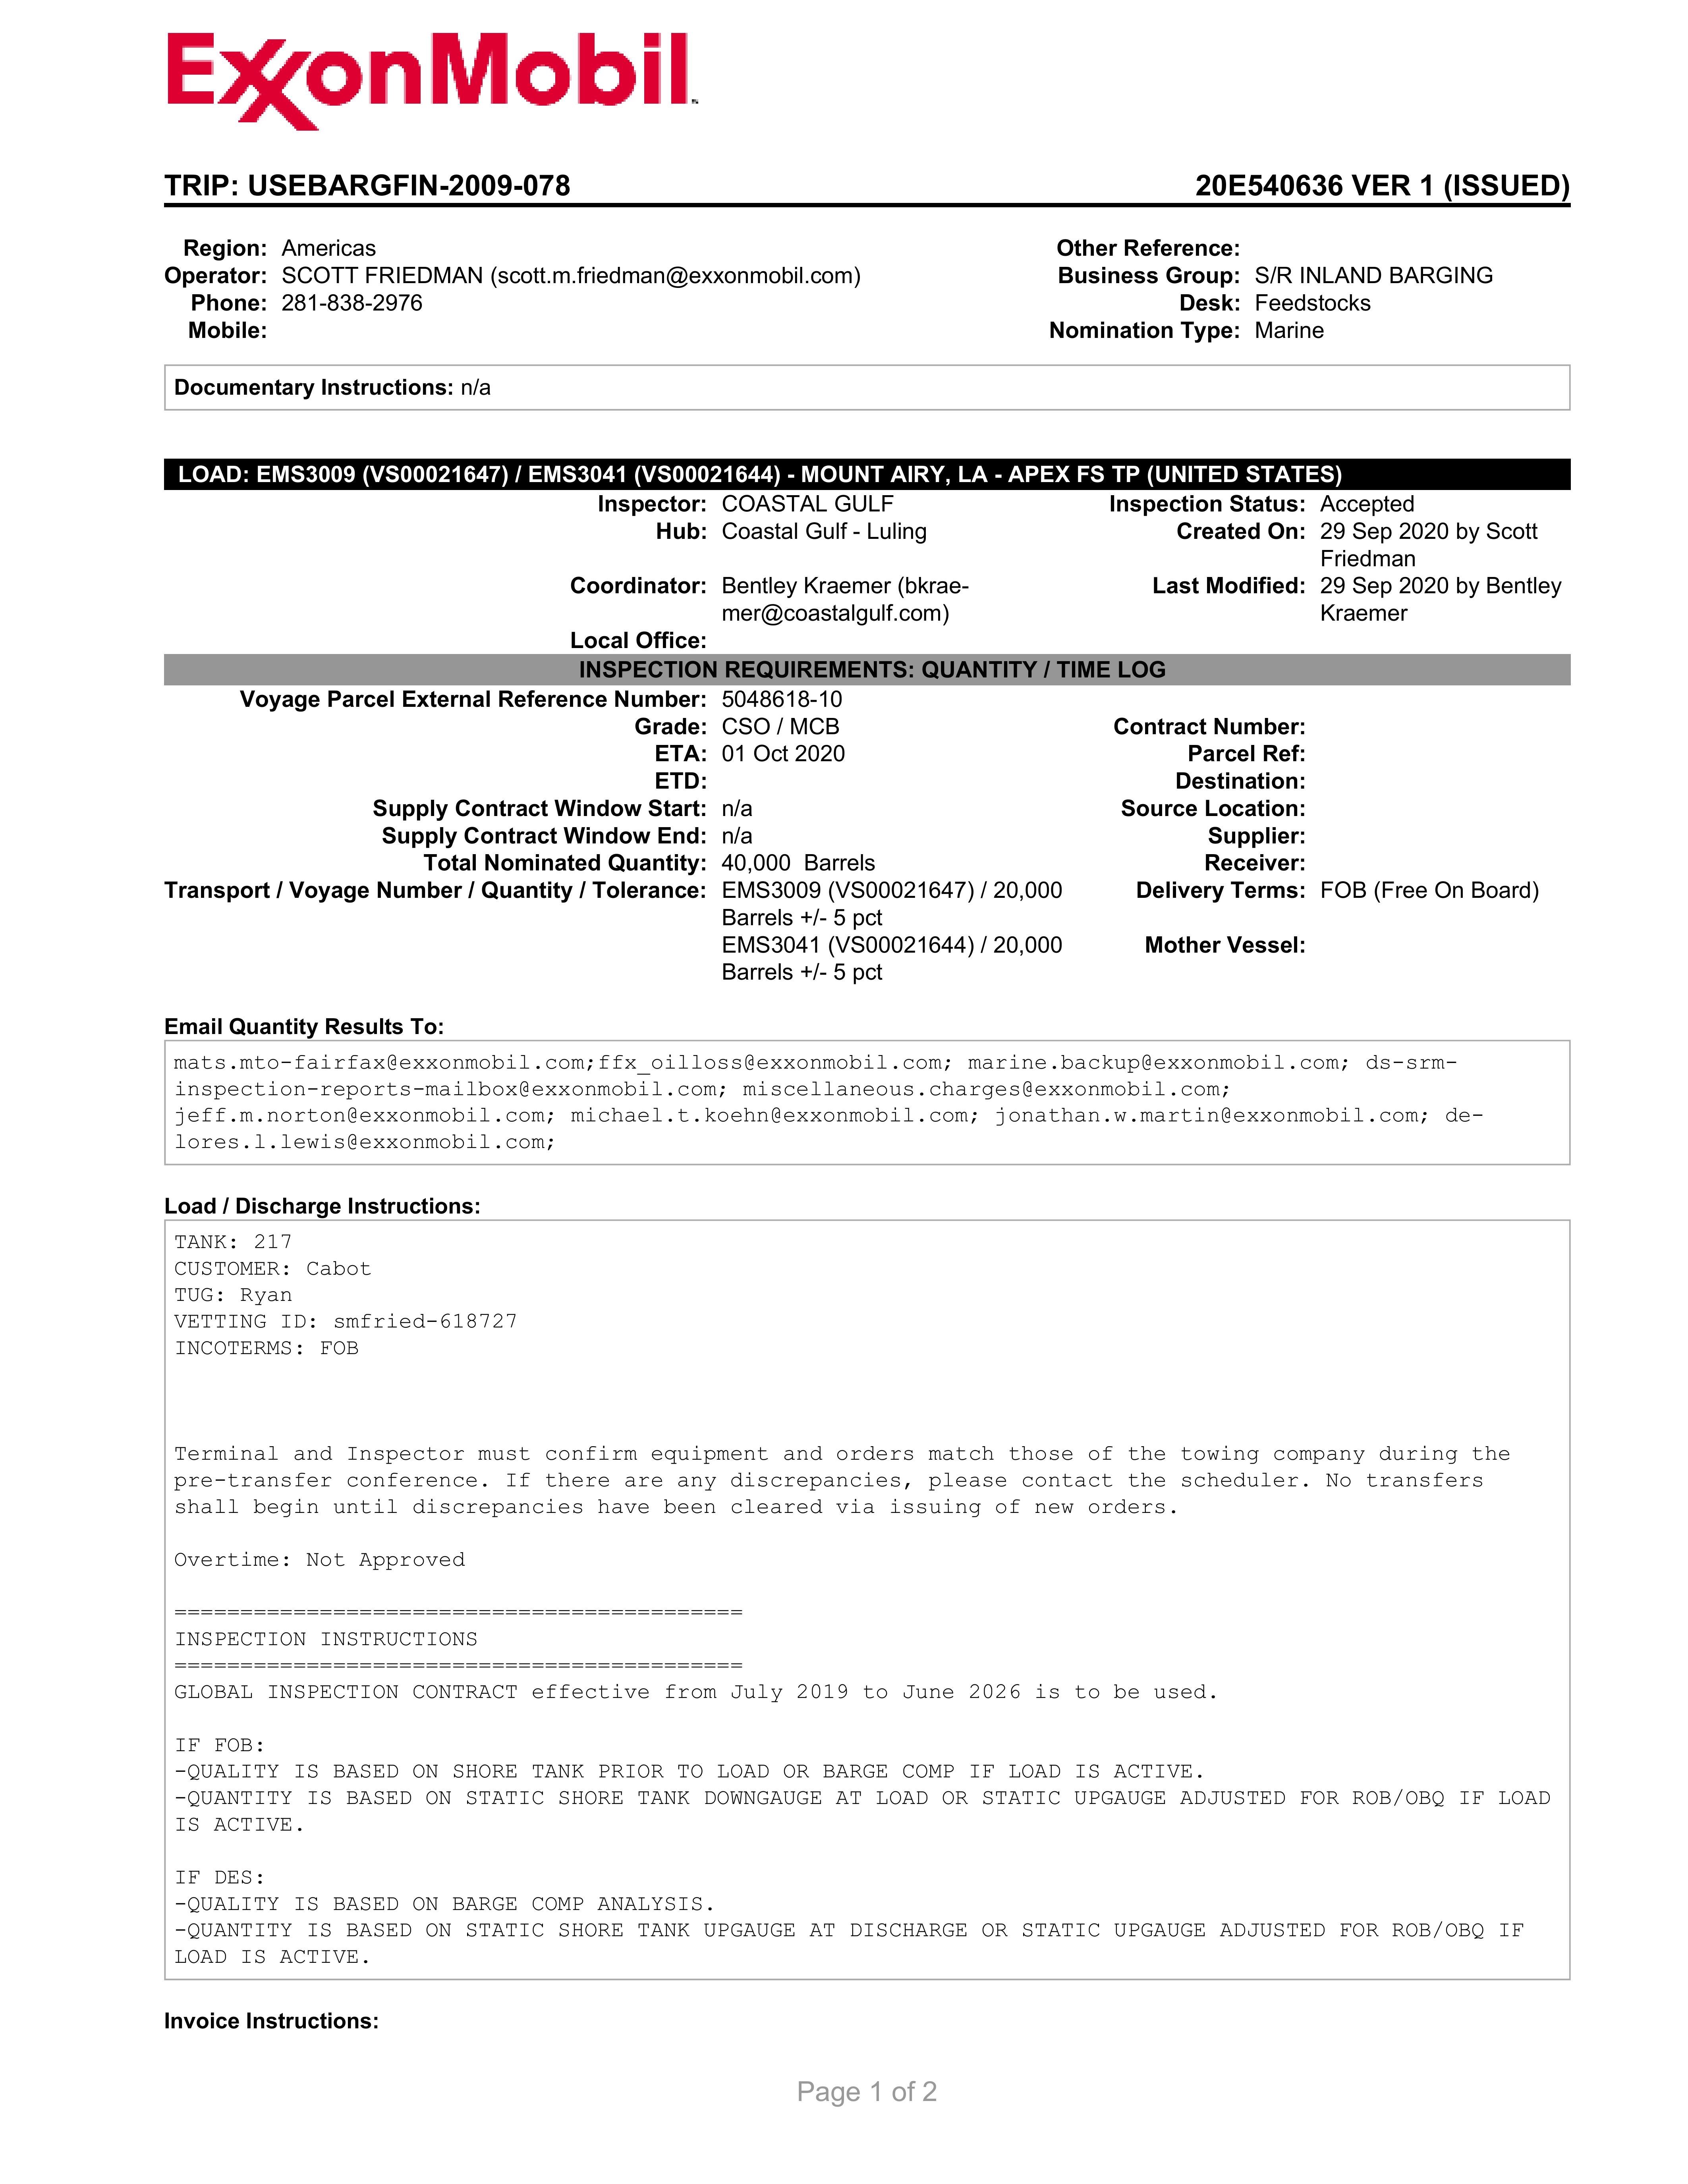 ExxonMobil
TRIP: USEBARGFIN-2009-078 20E540636 VER 1 (ISSUED)
Region: Americas Other Reference:
Operator: SCOTT FRIEDMAN (scott.m.friedman@exxonmobil.com) Business Group: S/R INLAND BARGING
Phone: 281-838-2976 Desk: Feedstocks
Mobile: Nomination Type: Marine
Documentary Instructions: n/a
LOAD: EMS3009 (VS00021647) / EMS3041 (VS00021644) - MOUNT AIRY, LA - APEX FS TP (UNITED STATES)
Inspector: COASTAL GULF Inspection Status: Accepted
Hub: Coastal Gulf - Luling Created On: 29 Sep 2020 by Scott
Friedman
Coordinator: Bentley Kraemer (bkrae- Last Modified: 29 Sep 2020 by Bentley
mer@coastalgulf.com) Kraemer
Local Office:
INSPECTION REQUIREMENTS: QUANTITY / TIME LOG
Voyage Parcel External Reference Number: 5048618-10
Grade: CSO / MCB Contract Number:
ETA: 01 Oct 2020 Parcel Ref:
ETD: Destination:
Supply Contract Window Start: n/a Source Location:
Supply Contract Window End: n/a Supplier:
Total Nominated Quantity: 40,000 Barrels Receiver:
Transport / Voyage Number / Quantity / Tolerance: EMS3009 (VS00021647) / 20,000 Delivery Terms: FOB (Free On Board)
Barrels +/- 5 pct
EMS3041 (VS00021644) / 20,000 Mother Vessel:
Barrels +/- 5 pct
Email Quantity Results To:
mats.mto-fairfax@exxonmobil.com;ffx_oilloss@exxonmobil.com; marine.backup@exxonmobil.com; ds-srm-
inspection-reports-mailbox@exxonmobil.com; miscellaneous.charges@exxonmobil.com;
jeff.m.norton@exxonmobil.com; michael.t.koehn@exxonmobil.com; jonathan.w.martin@exxonmobil.com; de-
lores.l.lewis@exxonmobil.com;
Load / Discharge Instructions:
TANK: 217
CUSTOMER: Cabot
TUG: Ryan
VETTING ID: smfried-618727
INCOTERMS: FOB
Terminal and Inspector must confirm equipment and orders match those of the towing company during the
pre-transfer conference. If there are any discrepancies, please contact the scheduler. No transfers
shall begin until discrepancies have been cleared via issuing of new orders.
Overtime: Not Approved
===========================================
INSPECTION INSTRUCTIONS
===========================================
GLOBAL INSPECTION CONTRACT effective from July 2019 to June 2026 is to be used.
IF FOB:
-QUALITY IS BASED ON SHORE TANK PRIOR TO LOAD OR BARGE COMP IF LOAD IS ACTIVE.
-QUANTITY IS BASED ON STATIC SHORE TANK DOWNGAUGE AT LOAD OR STATIC UPGAUGE ADJUSTED FOR ROB/OBQ IF LOAD
IS ACTIVE.
IF DES:
-QUALITY IS BASED ON BARGE COMP ANALYSIS.
-QUANTITY IS BASED ON STATIC SHORE TANK UPGAUGE AT DISCHARGE OR STATIC UPGAUGE ADJUSTED FOR ROB/OBQ IF
LOAD IS ACTIVE.
Invoice Instructions:
Page 1 of 2